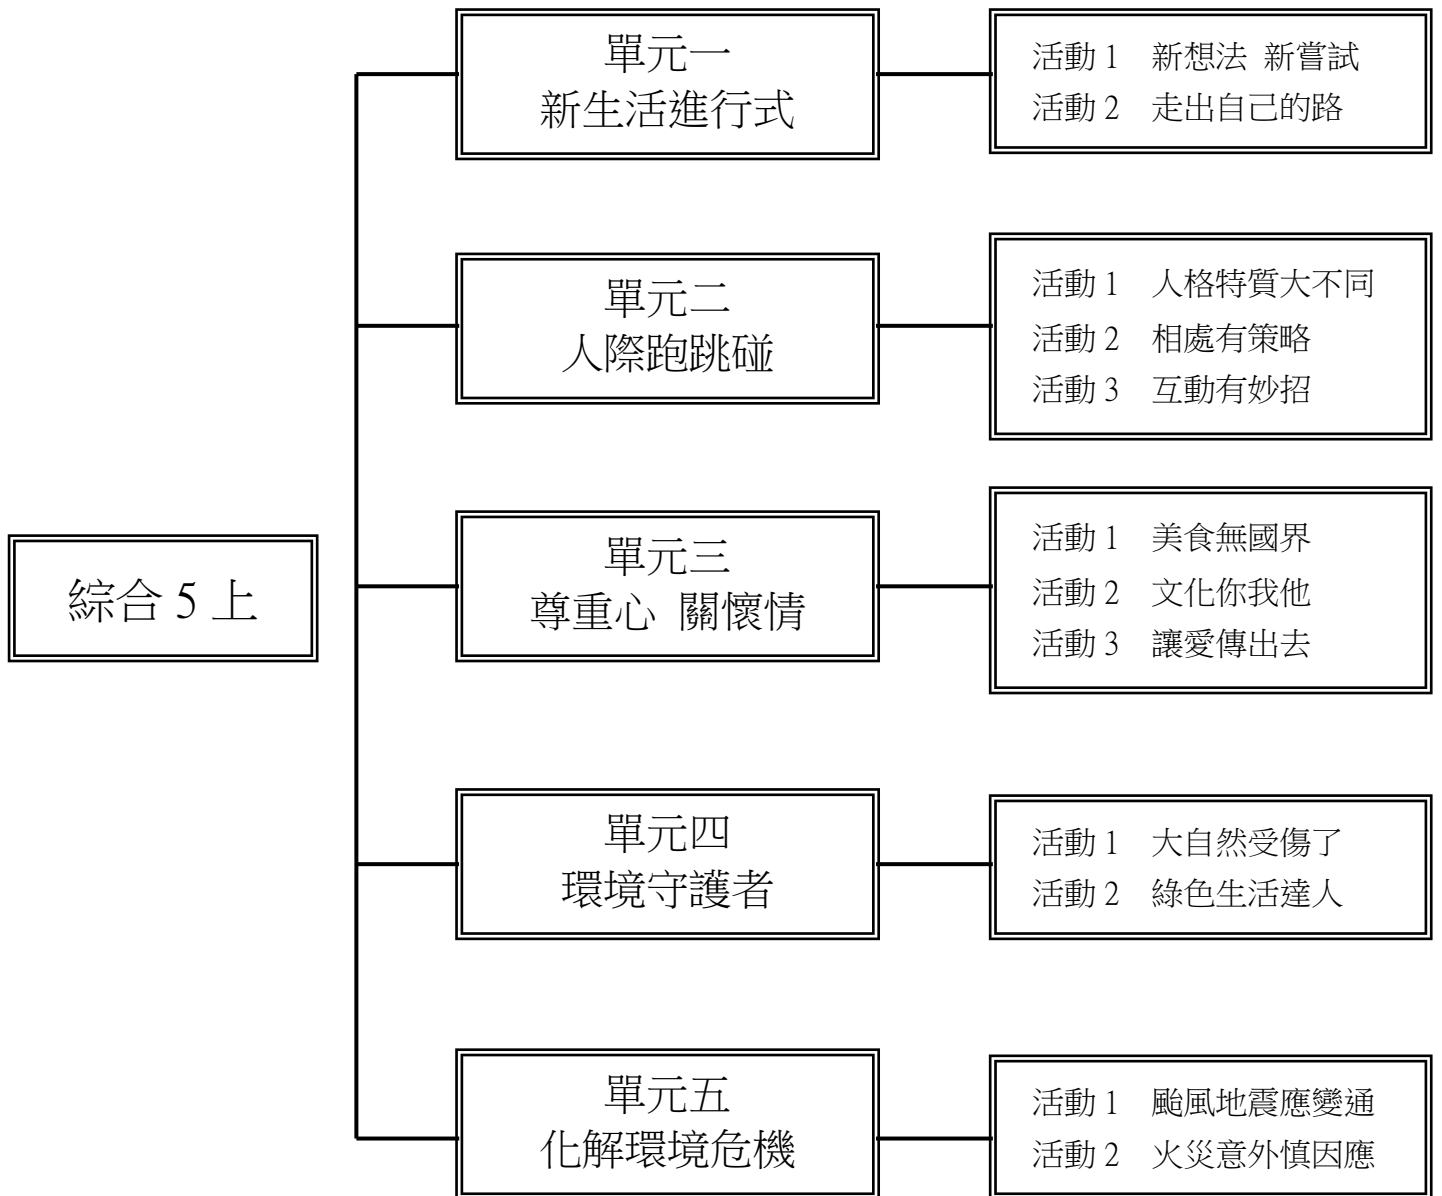 綜合 5 上
單元一
新生活進行式
活動 1 新想法 新嘗試
活動 2 走出自己的路
單元二
人際跑跳碰
活動 1 人格特質大不同
活動 2 相處有策略
活動 3 互動有妙招
單元三
尊重心 關懷情
活動 1 美食無國界
活動 2 文化你我他
活動 3 讓愛傳出去
單元四
環境守護者
活動 1 大自然受傷了
活動 2 綠色生活達人
單元五
化解環境危機
活動 1 颱風地震應變通
活動 2 火災意外慎因應